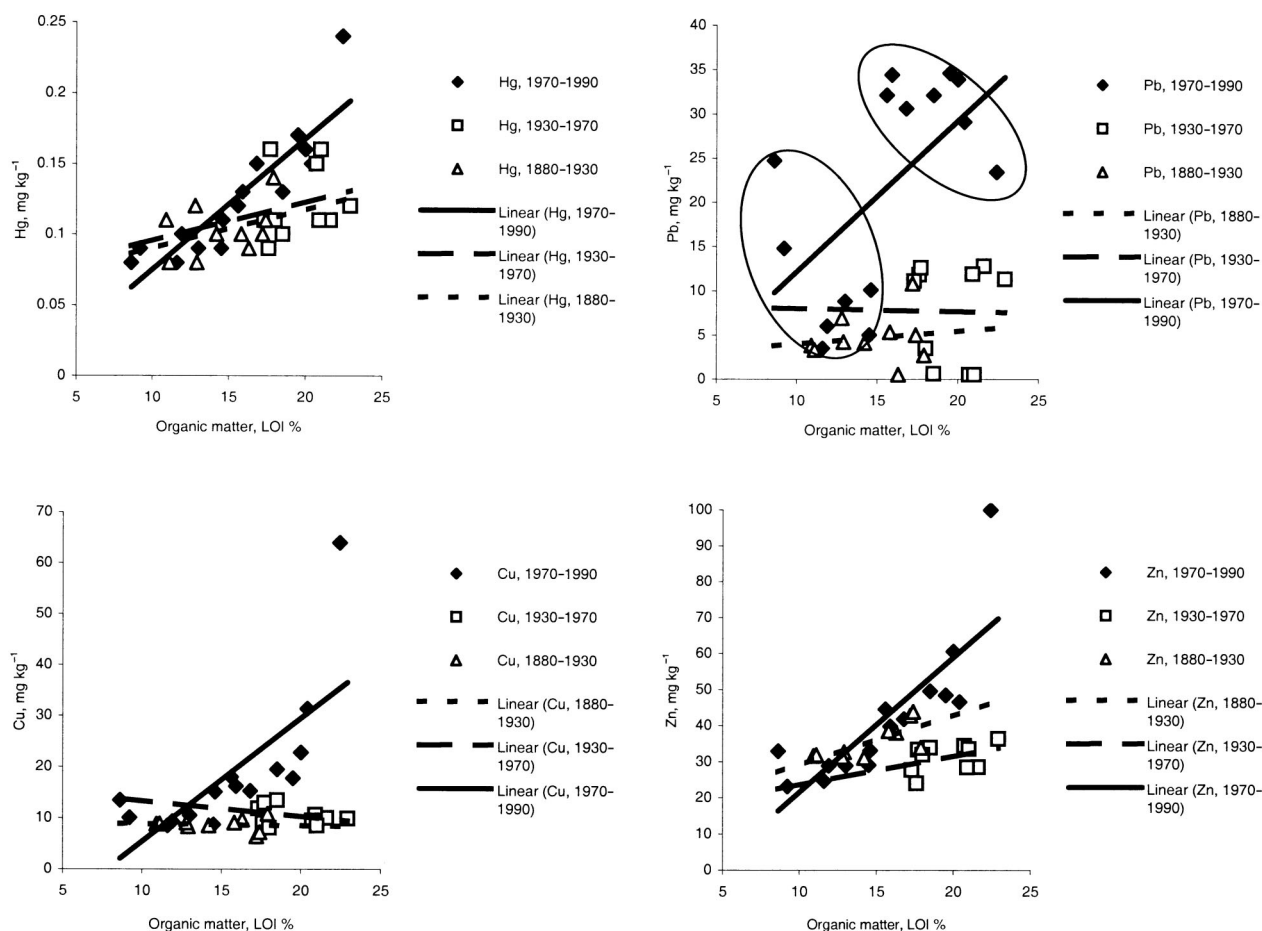 0.25
0.2
0.15
0.1
0.05
0
Hg, mg kg⁻¹
5 10 15 20 25
Organic matter, LOI %
Hg, 1970–1990
Hg, 1930–1970
Hg, 1880–1930
Linear (Hg, 1970–
1990)
Linear (Hg, 1930–
1970)
Linear (Hg, 1880–
1930)
40
35
30
25
20
15
10
5
0
Pb, mg kg⁻¹
5 10 15 20 25
Organic matter, LOI %
Pb, 1970–1990
Pb, 1930–1970
Pb, 1880–1930
Linear (Pb, 1880–
1930)
Linear (Pb, 1930–
1970)
Linear (Pb, 1970–
1990)
70
60
50
40
30
20
10
0
Cu, mg kg⁻¹
5 10 15 20 25
Organic matter, LOI %
Cu, 1970–1990
Cu, 1930–1970
Cu, 1880–1930
Linear (Cu, 1880–
1930)
Linear (Cu, 1930–
1970)
Linear (Cu, 1970–
1990)
100
90
80
70
60
50
40
30
20
10
0
Zn, mg kg⁻¹
5 10 15 20 25
Organic matter, LOI %
Zn, 1970–1990
Zn, 1930–1970
Zn, 1880–1930
Linear (Zn, 1880–
1930)
Linear (Zn, 1930–
1970)
Linear (Zn, 1970–
1990)